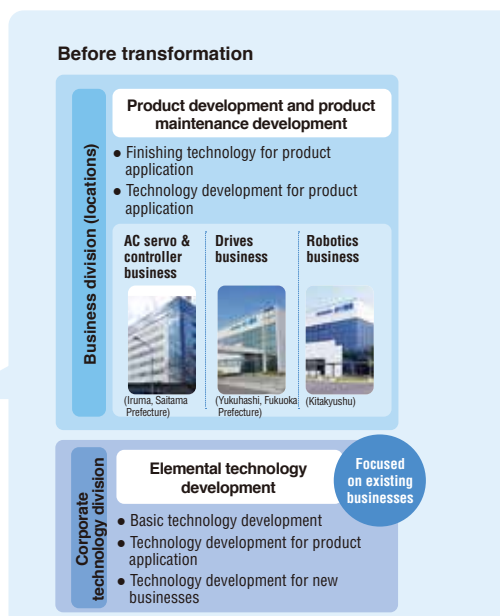 Before transformation
Business division (locations)
Product development and product
maintenance development
● Finishing technology for product
application
● Technology development for product
application
AC servo &
controller
business
(Iruma, Saitama
Prefecture)
Drives
business
(Yukuhashi, Fukuoka
Prefecture)
Robotics
business
(Kitakyushu)
Corporate
technology division
Elemental technology
development
Focused
on existing
businesses
● Basic technology development
● Technology development for product
application
● Technology development for new
businesses